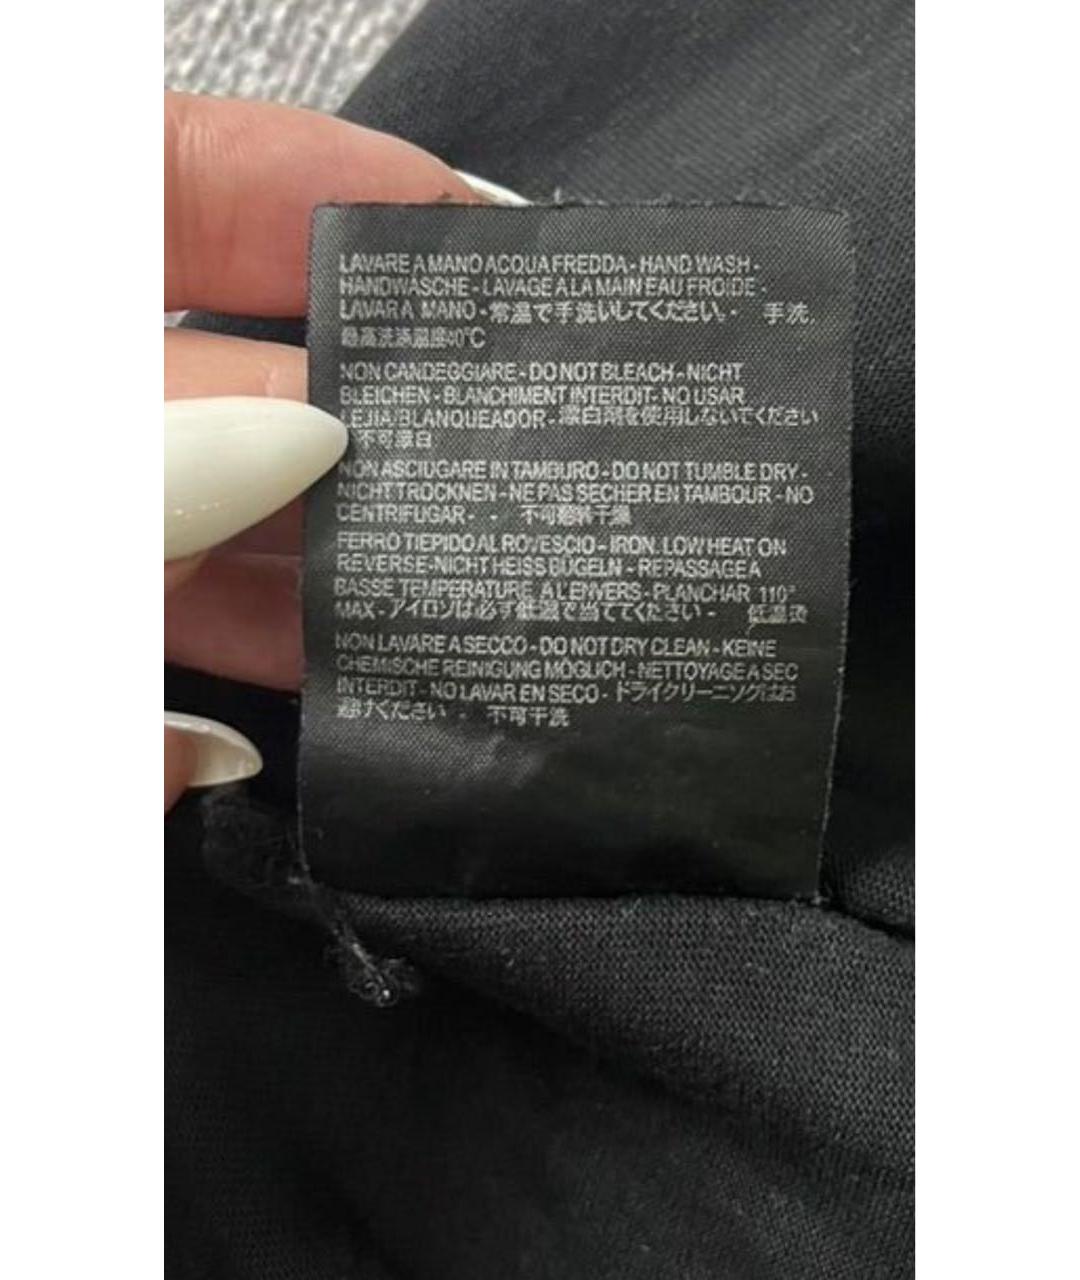 LAVARE A MANO ACQUA FREDDA - HAND WASH -
HANDWÄSCHE - LAVAGE A LA MAIN EAU FROIDE -
LAVAR A MANO - 常温で手洗いしてください。- 手洗,
最高洗涤温度40°C
NON CANDEGGIARE - DO NOT BLEACH - NICHT
BLEICHEN - BLANCHIMENT INTERDIT- NO USAR
LEJIA/BLANQUEADOR - 漂白剤を使用しないでください
不可漂白
NON ASCIUGARE IN TAMBURO - DO NOT TUMBLE DRY -
NICHT TROCKNEN - NE PAS SECHER EN TAMBOUR - NO
CENTRIFUGAR - - 不可翻转干燥
FERRO TIEPIDO AL ROVESCIO - IRON. LOW HEAT ON
REVERSE-NICHT HEISS BÜGELN - REPASSAGE A
BASSE TEMPERATURE A L'ENVERS - PLANCHAR 110°
MAX - アイロンは必ず低温で当ててください - 低温烫
NON LAVARE A SECCO - DO NOT DRY CLEAN - KEINE
CHEMISCHE REINIGUNG MÖGLICH - NETTOYAGE A SEC
INTERDIT - NO LAVAR EN SECO - ドライクリーニングはお
避けください - 不可干洗